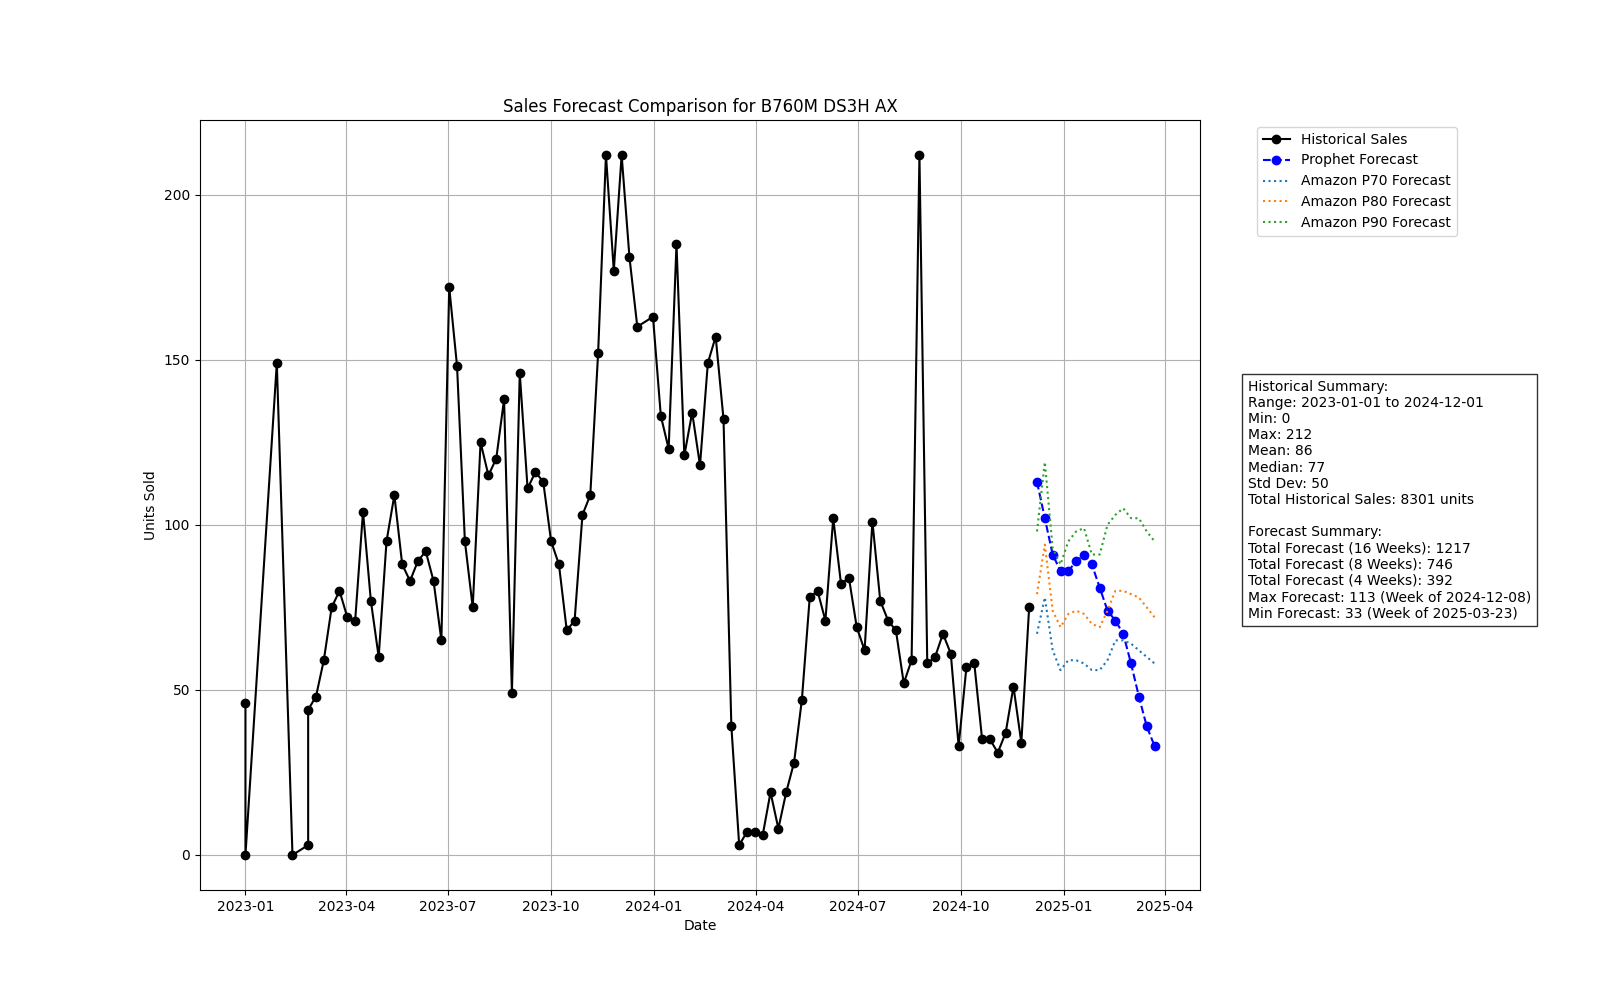 Sales Forecast Comparison for B760M DS3H AX
Units Sold
200
150
100
50
0
2023-01
2023-04
2023-07
2023-10
2024-01
2024-04
2024-07
2024-10
2025-01
2025-04
Date
Historical Sales
Prophet Forecast
Amazon P70 Forecast
Amazon P80 Forecast
Amazon P90 Forecast
Historical Summary:
Range: 2023-01-01 to 2024-12-01
Min: 0
Max: 212
Mean: 86
Median: 77
Std Dev: 50
Total Historical Sales: 8301 units
Forecast Summary:
Total Forecast (16 Weeks): 1217
Total Forecast (8 Weeks): 746
Total Forecast (4 Weeks): 392
Max Forecast: 113 (Week of 2024-12-08)
Min Forecast: 33 (Week of 2025-03-23)